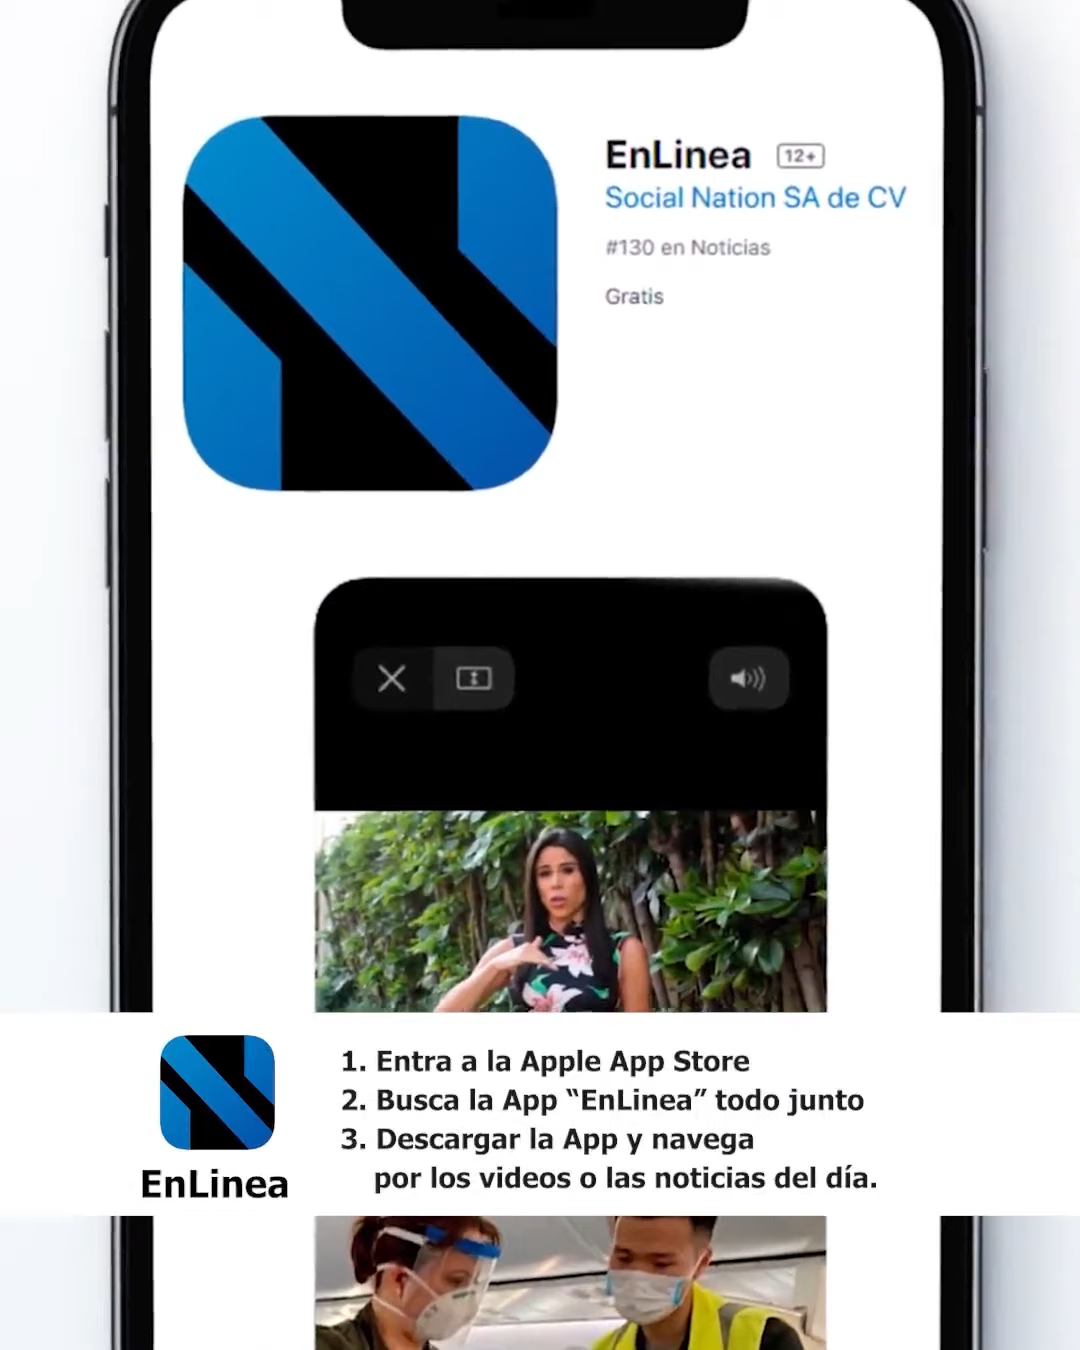 EnLinea 12+
Social Nation SA de CV
#130 en Noticias
Gratis
1. Entra a la Apple App Store
2. Busca la App “EnLinea” todo junto
3. Descargar la App y navega
por los videos o las noticias del día.
EnLinea